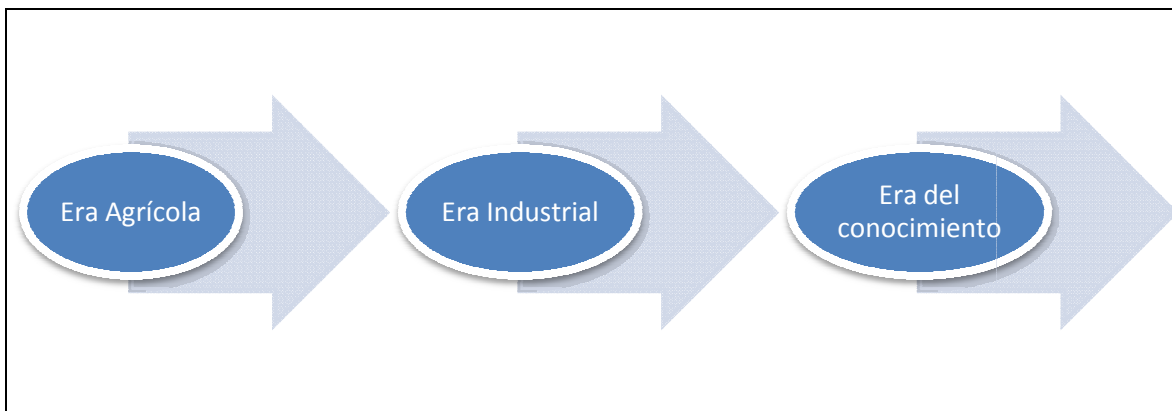 Era Agrícola
Era Industrial
Era del
conocimiento